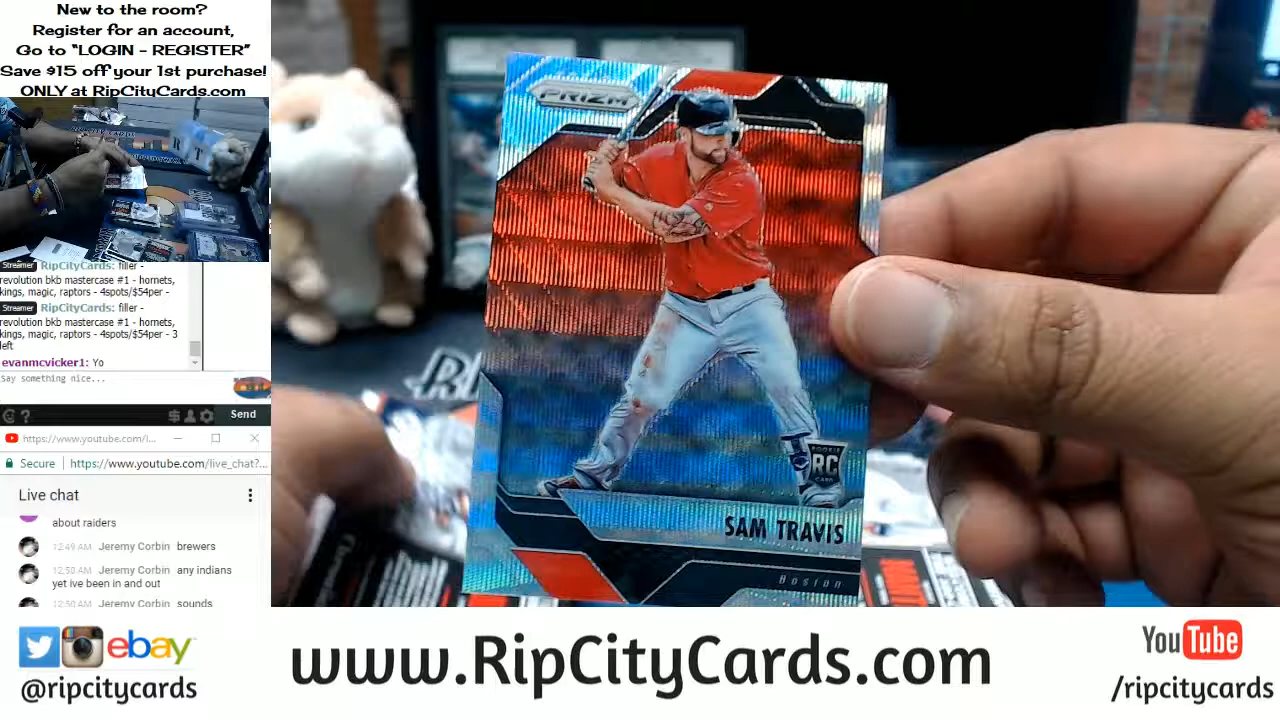 New to the room?
Register for an account,
Go to “LOGIN - REGISTER”
Save $15 off your 1st purchase!
ONLY at RipCityCards.com
Streamer RipCityCards: filler -
revolution bkb mastercase #1 - hornets,
kings, magic, raptors - 4spots/$54per -
Streamer RipCityCards: filler -
revolution bkb mastercase #1 - hornets,
kings, magic, raptors - 4spots/$54per - 3
left
evanmcvicker1: Yo
Say something nice...
Send
https://www.youtube.com/l...
Secure https://www.youtube.com/live_chat?...
Live chat
about raiders
12:49 AM Jeremy Corbin brewers
12:50 AM Jeremy Corbin any indians
yet ive been in and out
12:50 AM Jeremy Corbin sounds
PRIZM
ROOKIE
RC
CARD
SAM TRAVIS
Boston
ebay
@ripcitycards
www.RipCityCards.com
YouTube
/ripcitycards